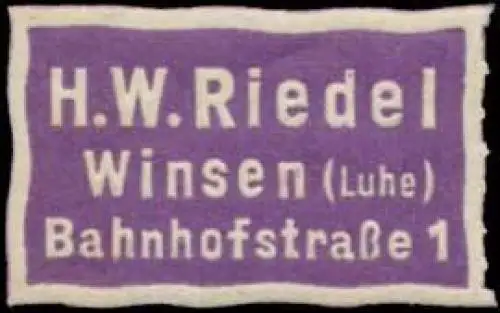 H.W. Riedel
Winsen (Luhe)
Bahnhofstraße 1